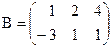 B = ( 1 2 4
-3 1 1 )